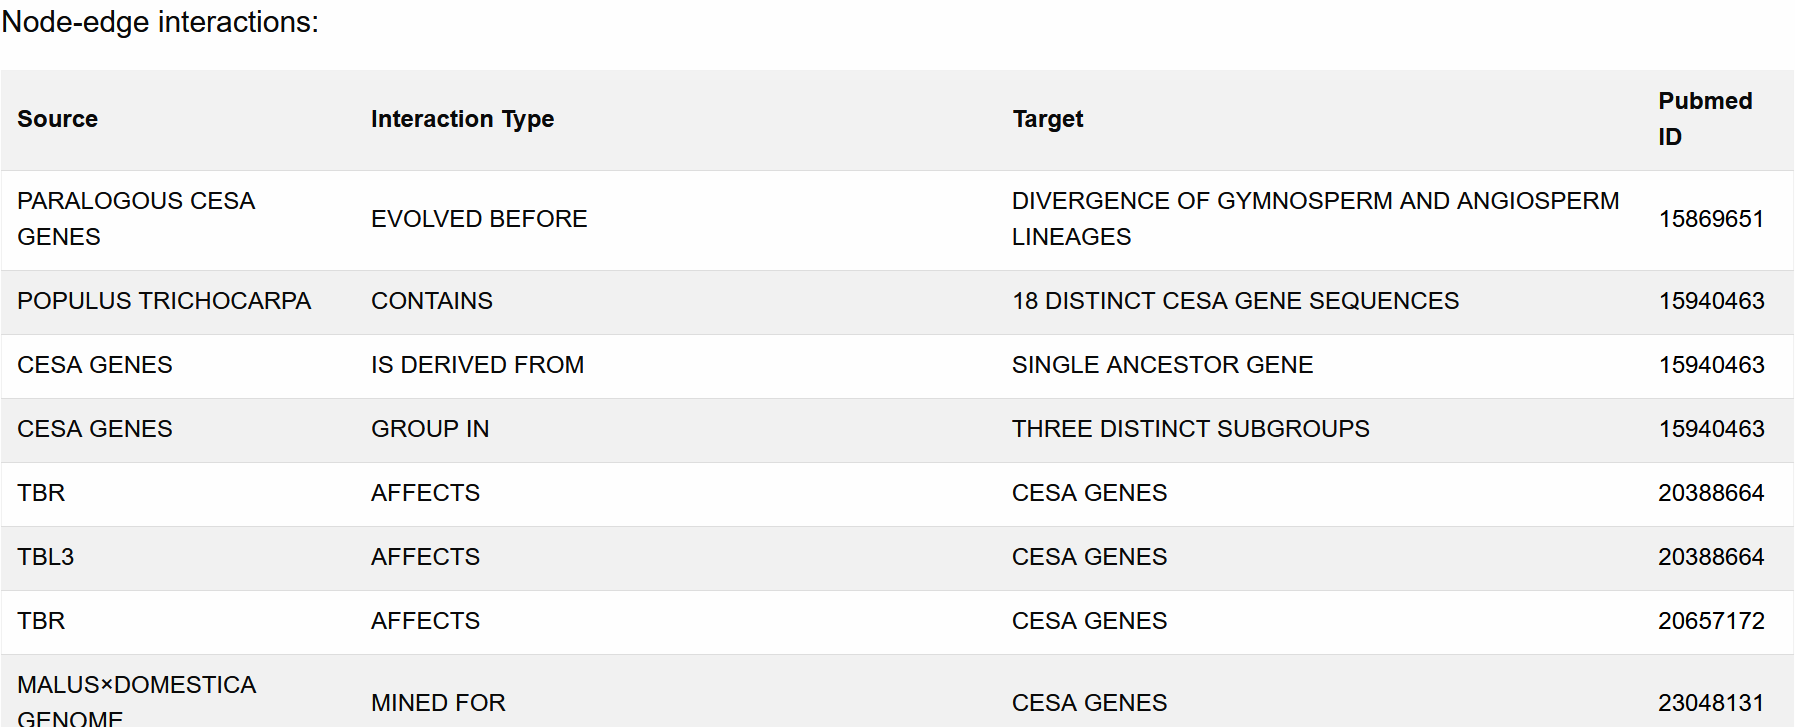 Node-edge interactions:
Source Interaction Type Target Pubmed ID
PARALOGOUS CESA GENES EVOLVED BEFORE DIVERGENCE OF GYMNOSPERM AND ANGIOSPERM LINEAGES 15869651
POPULUS TRICHOCARPA CONTAINS 18 DISTINCT CESA GENE SEQUENCES 15940463
CESA GENES IS DERIVED FROM SINGLE ANCESTOR GENE 15940463
CESA GENES GROUP IN THREE DISTINCT SUBGROUPS 15940463
TBR AFFECTS CESA GENES 20388664
TBL3 AFFECTS CESA GENES 20388664
TBR AFFECTS CESA GENES 20657172
MALUS×DOMESTICA GENOME MINED FOR CESA GENES 23048131